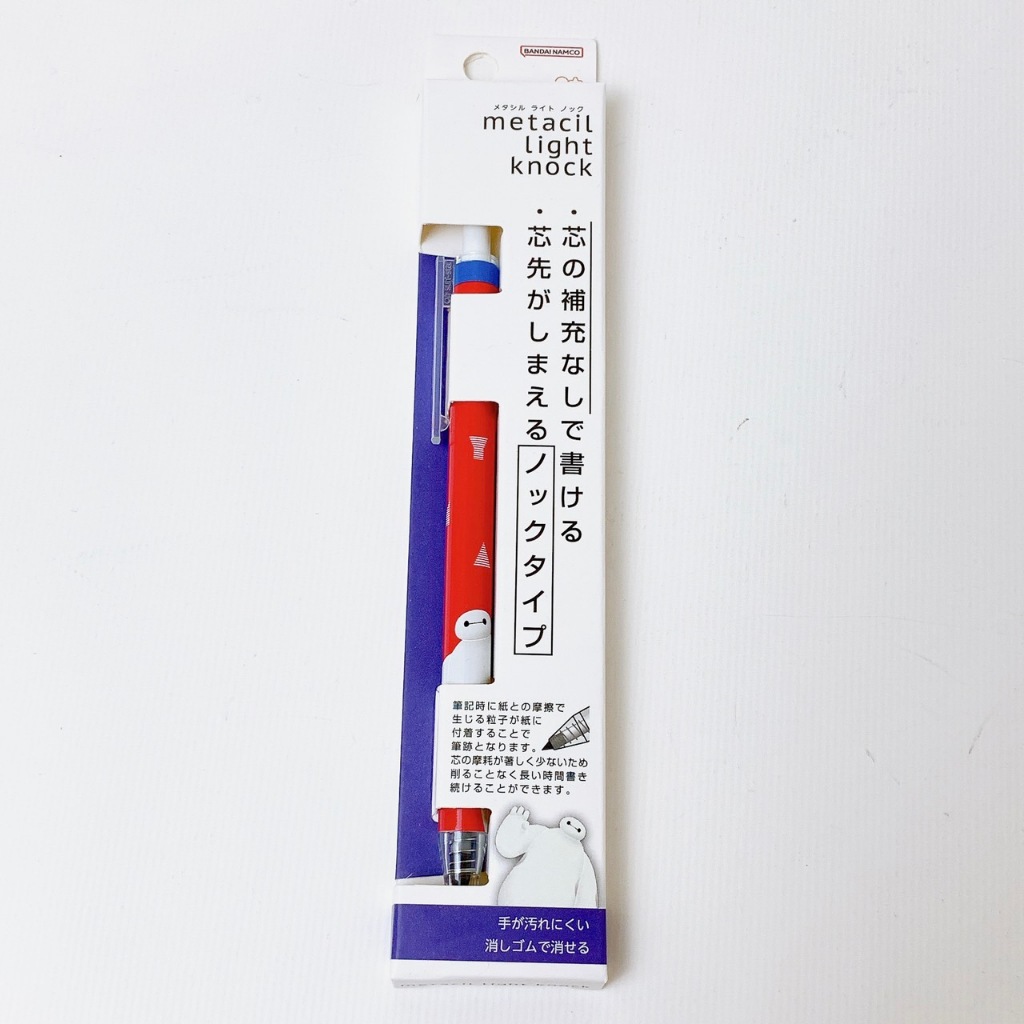 BANDAI NAMCO
メタシル ライト ノック
metacil
light
knock
・芯の補充なしで書ける
・芯先がしまえるノックタイプ
筆記時に紙との摩擦で
生じる粒子が紙に
付着することで
筆跡となります。
芯の摩耗が著しく少ないため
削ることなく長い時間書き
続けることができます。
手が汚れにくい
消しゴムで消せる
metacil light knock